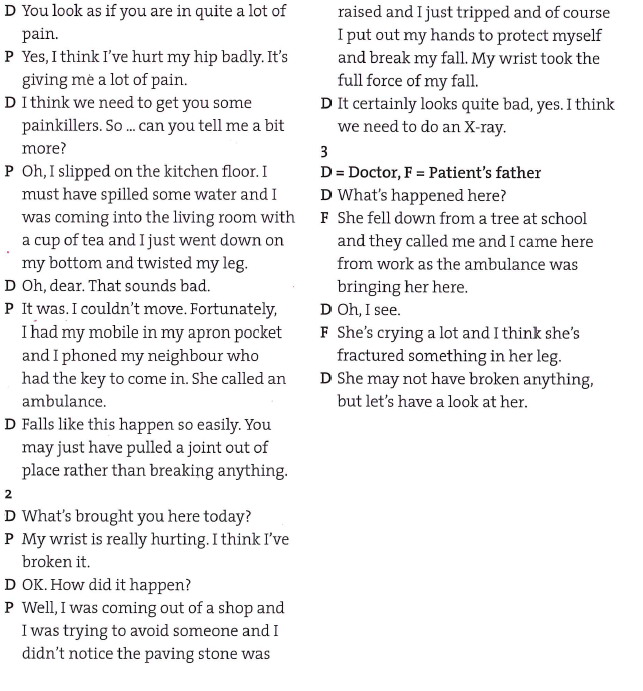 D You look as if you are in quite a lot of
pain.
P Yes, I think I've hurt my hip badly. It's
giving me a lot of pain.
D I think we need to get you some
painkillers. So ... can you tell me a bit
more?
P Oh, I slipped on the kitchen floor. I
must have spilled some water and I
was coming into the living room with
a cup of tea and I just went down on
my bottom and twisted my leg.
D Oh, dear. That sounds bad.
P It was. I couldn't move. Fortunately,
I had my mobile in my apron pocket
and I phoned my neighbour who
had the key to come in. She called an
ambulance.
D Falls like this happen so easily. You
may just have pulled a joint out of
place rather than breaking anything.
2
D What's brought you here today?
P My wrist is really hurting. I think I've
broken it.
D OK. How did it happen?
P Well, I was coming out of a shop and
I was trying to avoid someone and I
didn't notice the paving stone was
raised and I just tripped and of course
I put out my hands to protect myself
and break my fall. My wrist took the
full force of my fall.
D It certainly looks quite bad, yes. I think
we need to do an X-ray.
3
D = Doctor, F = Patient's father
D What's happened here?
F She fell down from a tree at school
and they called me and I came here
from work as the ambulance was
bringing her here.
D Oh, I see.
F She's crying a lot and I think she's
fractured something in her leg.
D She may not have broken anything,
but let's have a look at her.